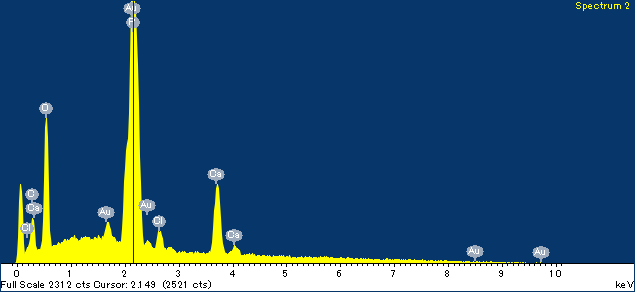 Spectrum 2
Au
P
O
Ca
C
Ca
Au
Au
Cl
Cl
Ca
Au
Au
0 1 2 3 4 5 6 7 8 9 10
Full Scale 2312 cts Cursor: 2.149 (2521 cts) keV